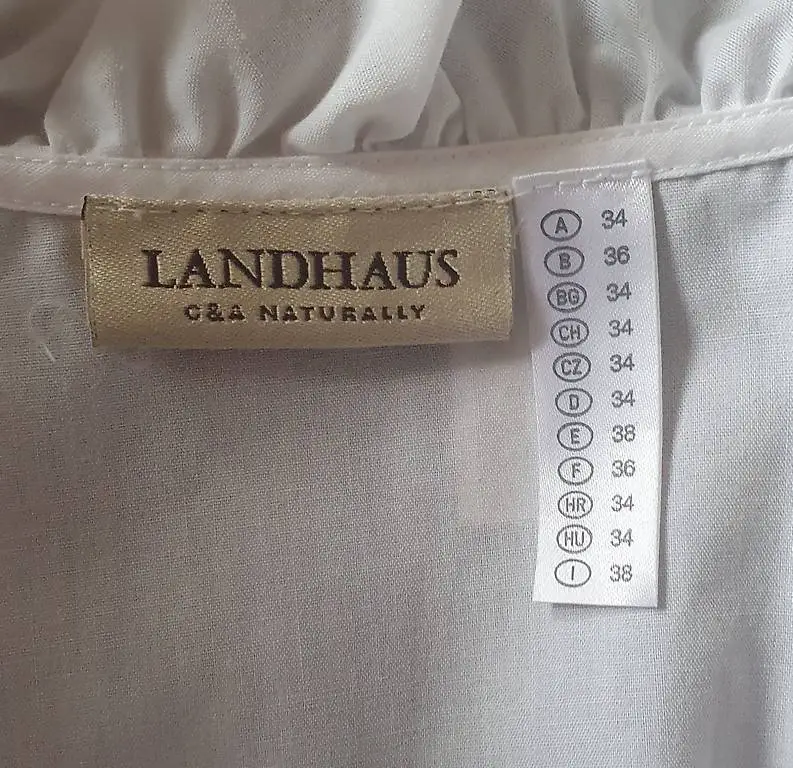 LANDHAUS
C&A NATURALLY
A 34
B 36
BG 34
CH 34
CZ 34
D 34
E 38
F 36
HR 34
HU 34
I 38